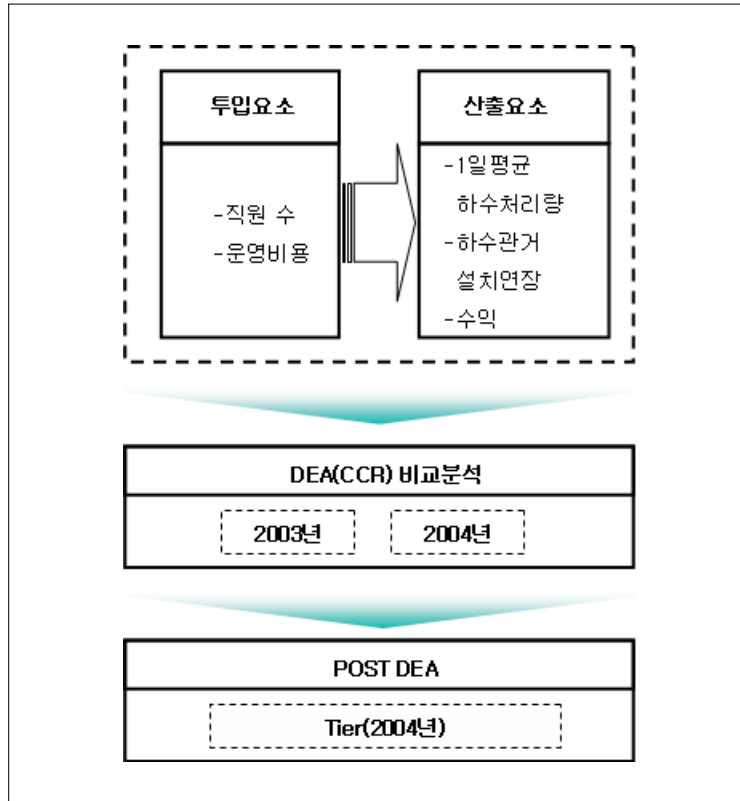 투입요소
-직원 수
-운영비용
산출요소
-1일평균
하수처리량
-하수관거
설치연장
-수익
DEA(CCR) 비교분석
2003년
2004년
POST DEA
Tier(2004년)